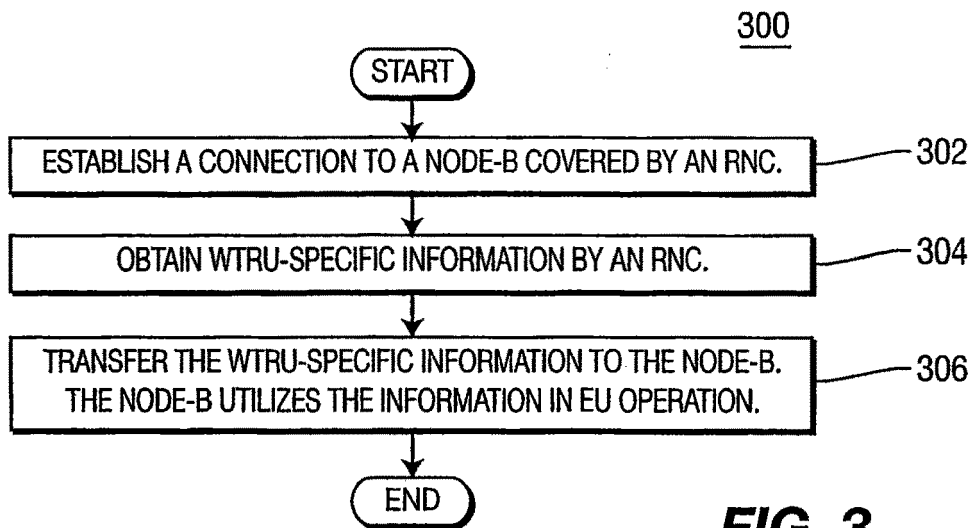 300
START
ESTABLISH A CONNECTION TO A NODE-B COVERED BY AN RNC.
302
OBTAIN WTRU-SPECIFIC INFORMATION BY AN RNC.
304
TRANSFER THE WTRU-SPECIFIC INFORMATION TO THE NODE-B.
THE NODE-B UTILIZES THE INFORMATION IN EU OPERATION.
306
END
FIG. 3